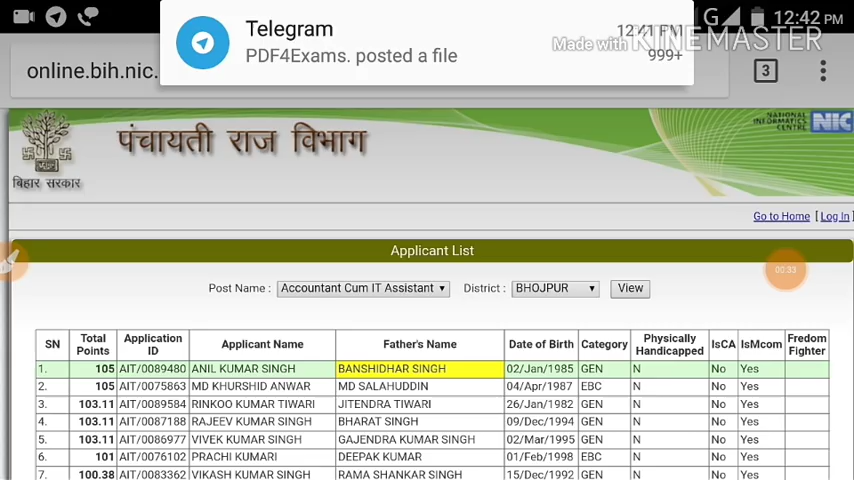 12:42 PM
Telegram 12:41 PM
PDF4Exams. posted a file 999+
Made with KINEMASTER
online.bih.nic. 3
पंचायती राज विभाग
NATIONAL INFORMATICS CENTRE NIC
बिहार सरकार
Go to Home [ Log In ]
Applicant List
00:33
Post Name : Accountant Cum IT Assistant District : BHOJPUR View
SN Total Points Application ID Applicant Name Father's Name Date of Birth Category Physically Handicapped IsCA IsMcom Fredom Fighter
1. 105 AIT/0089480 ANIL KUMAR SINGH BANSHIDHAR SINGH 02/Jan/1985 GEN N No Yes
2. 105 AIT/0075863 MD KHURSHID ANWAR MD SALAHUDDIN 04/Apr/1987 EBC N No Yes
3. 103.11 AIT/0089584 RINKOO KUMAR TIWARI JITENDRA TIWARI 26/Jan/1982 GEN N No Yes
4. 103.11 AIT/0087188 RAJEEV KUMAR SINGH BHARAT SINGH 09/Dec/1994 GEN N No Yes
5. 103.11 AIT/0086977 VIVEK KUMAR SINGH GAJENDRA KUMAR SINGH 02/Mar/1995 GEN N No Yes
6. 101 AIT/0076102 PRACHI KUMARI DEEPAK KUMAR 01/Feb/1998 EBC N No Yes
7. 100.38 AIT/0083362 VIKASH KUMAR SINGH RAMA SHANKAR SINGH 15/Dec/1992 GEN N No Yes